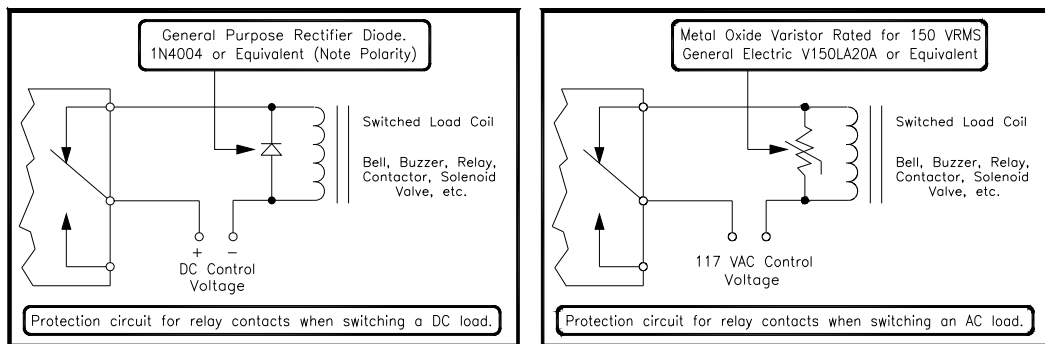 General Purpose Rectifier Diode.
1N4004 or Equivalent (Note Polarity)
Switched Load Coil
Bell, Buzzer, Relay,
Contactor, Solenoid
Valve, etc.
+ −
DC Control
Voltage
Protection circuit for relay contacts when switching a DC load.
Metal Oxide Varistor Rated for 150 VRMS
General Electric V150LA20A or Equivalent
Switched Load Coil
Bell, Buzzer, Relay,
Contactor, Solenoid
Valve, etc.
117 VAC Control
Voltage
Protection circuit for relay contacts when switching an AC load.